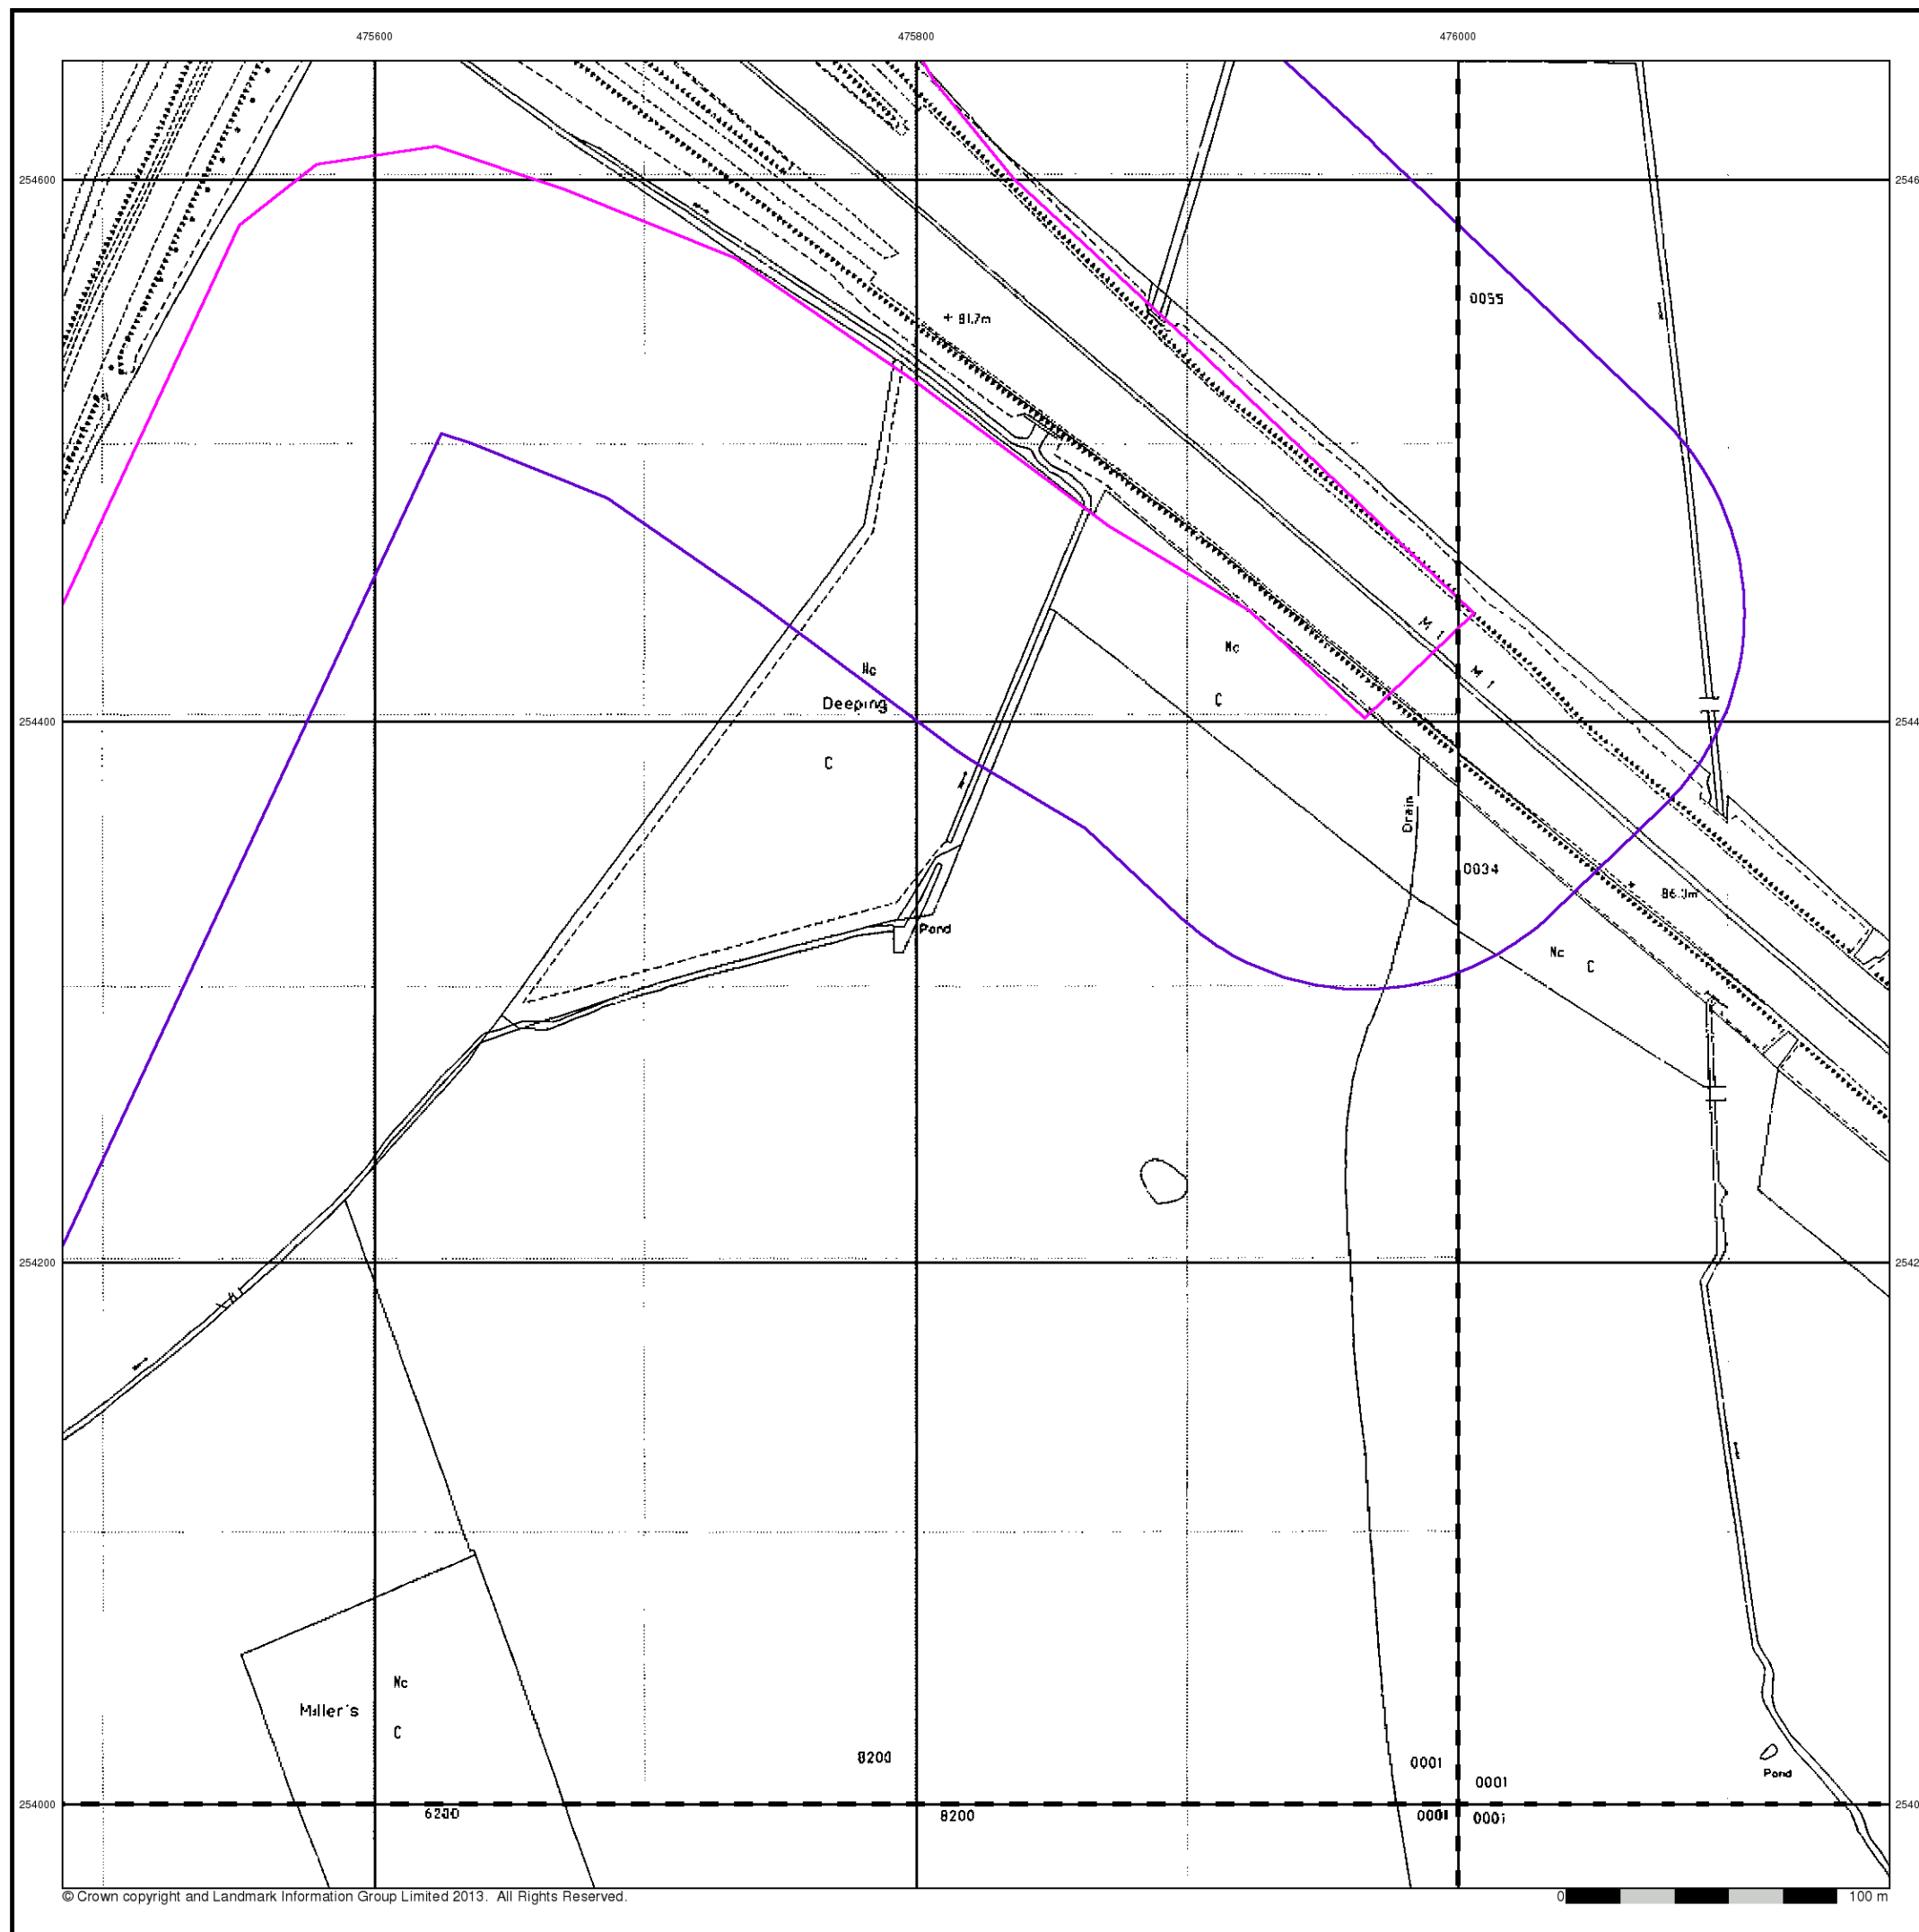 475600 475800 476000
254600 2546
0055
+ 81.7m
M 1
Nc
M 1
Nc
C
Deeping
254400 2544
C
Drain
0034
86.3m
Pond
Nc
C
254200 2542
Nc
Miller's
C
8200
0001
0001
Pond
254000 2540
6200
8200
0001
0001
© Crown copyright and Landmark Information Group Limited 2013. All Rights Reserved.
0 100 m